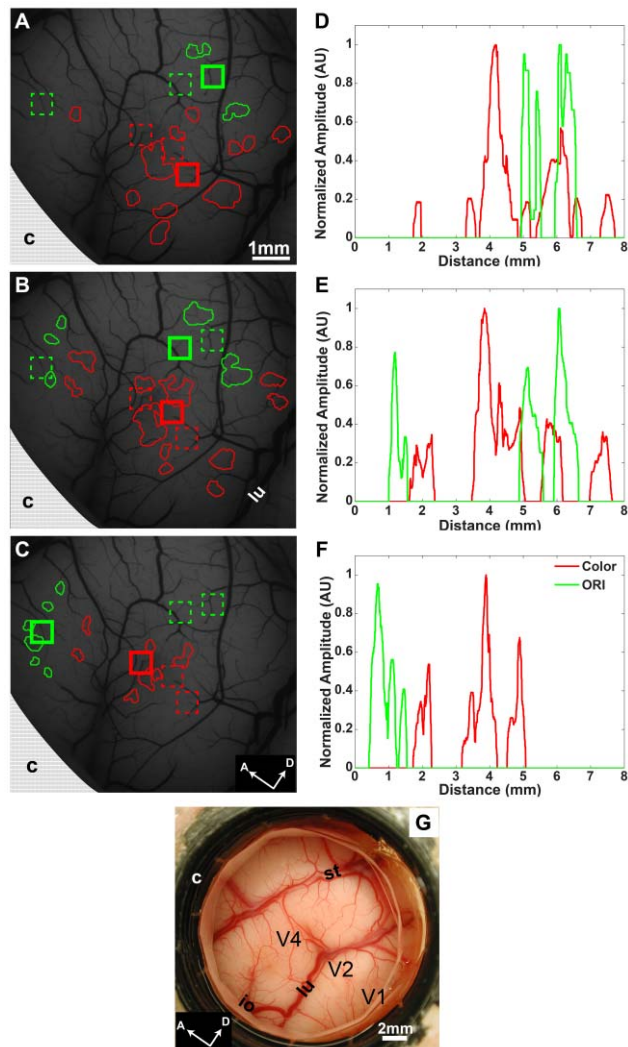 A
c
1mm
B
c
lu
C
c
A D
D
Normalized Amplitude (AU)
1
0.8
0.6
0.4
0.2
0
1 2 3 4 5 6 7 8
Distance (mm)
E
Normalized Amplitude (AU)
1
0.8
0.6
0.4
0.2
0
1 2 3 4 5 6 7 8
Distance (mm)
F
Color
ORI
Normalized Amplitude (AU)
1
0.8
0.6
0.4
0.2
0
1 2 3 4 5 6 7 8
Distance (mm)
G
c
st
V4
V2
lu
V1
io
A D
2mm